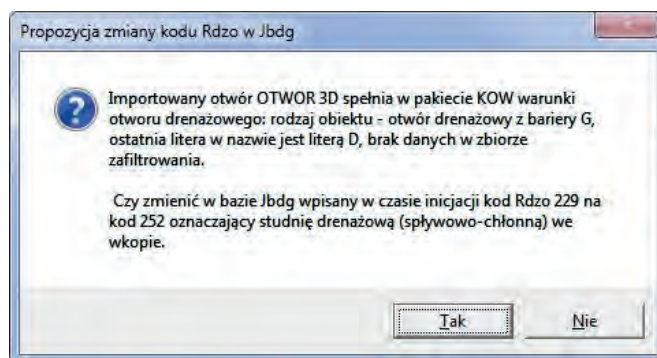 Propozycja zmiany kodu Rdzo w Jbdg
Importowany otwór OTWOR 3D spełnia w pakiecie KOW warunki
otworu drenażowego: rodzaj obiektu - otwór drenażowy z bariery G,
ostatnia litera w nazwie jest literą D, brak danych w zbiorze
zafiltrowania.
Czy zmienić w bazie Jbdg wpisany w czasie inicjacji kod Rdzo 229 na
kod 252 oznaczający studnię drenażową (spływowo-chłonną) we
wkopie.
Tak
Nie